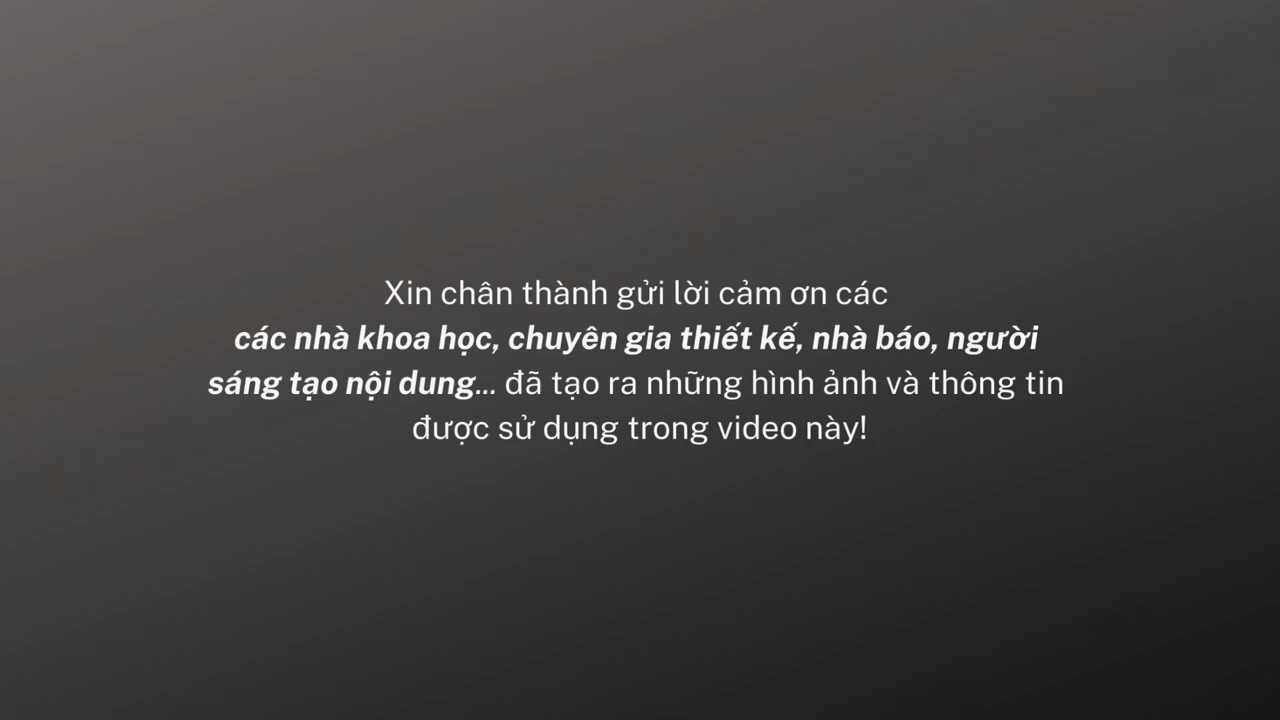 Xin chân thành gửi lời cảm ơn các
các nhà khoa học, chuyên gia thiết kế, nhà báo, người
sáng tạo nội dung... đã tạo ra những hình ảnh và thông tin
được sử dụng trong video này!